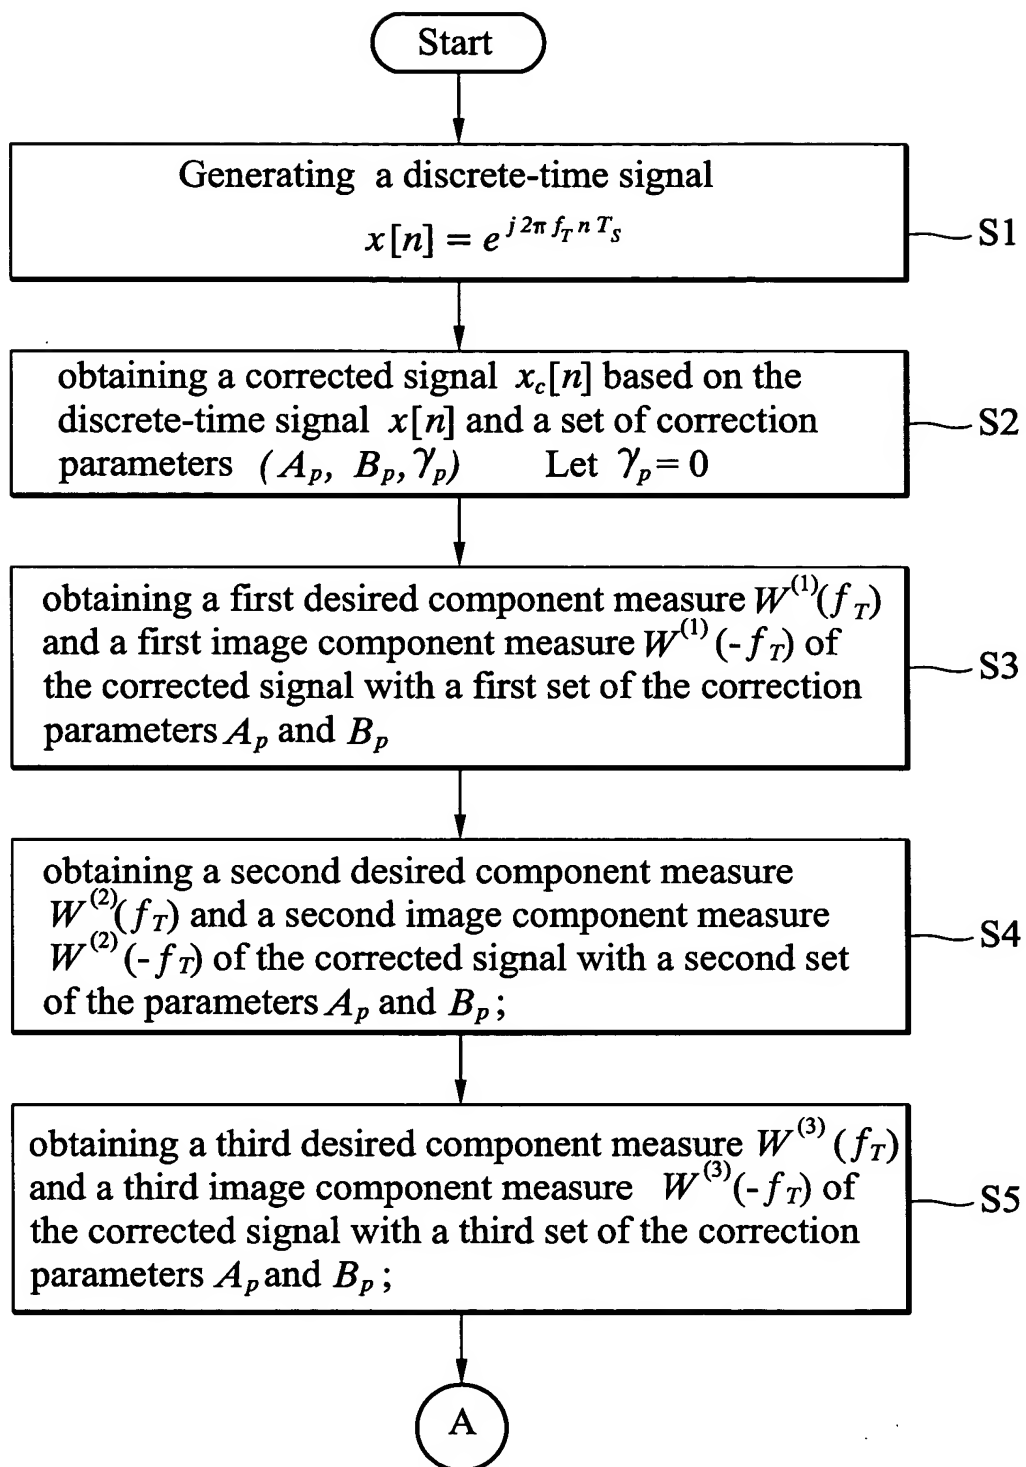 Start
Generating a discrete-time signal
x[n] = e^{j 2π f_T n T_S}
S1
obtaining a corrected signal x_c[n] based on the
discrete-time signal x[n] and a set of correction
parameters (A_p, B_p, γ_p) Let γ_p = 0
S2
obtaining a first desired component measure W^{(1)}(f_T)
and a first image component measure W^{(1)}(-f_T) of
the corrected signal with a first set of the correction
parameters A_p and B_p
S3
obtaining a second desired component measure
W^{(2)}(f_T) and a second image component measure
W^{(2)}(-f_T) of the corrected signal with a second set
of the parameters A_p and B_p;
S4
obtaining a third desired component measure W^{(3)}(f_T)
and a third image component measure W^{(3)}(-f_T) of
the corrected signal with a third set of the correction
parameters A_p and B_p;
S5
A